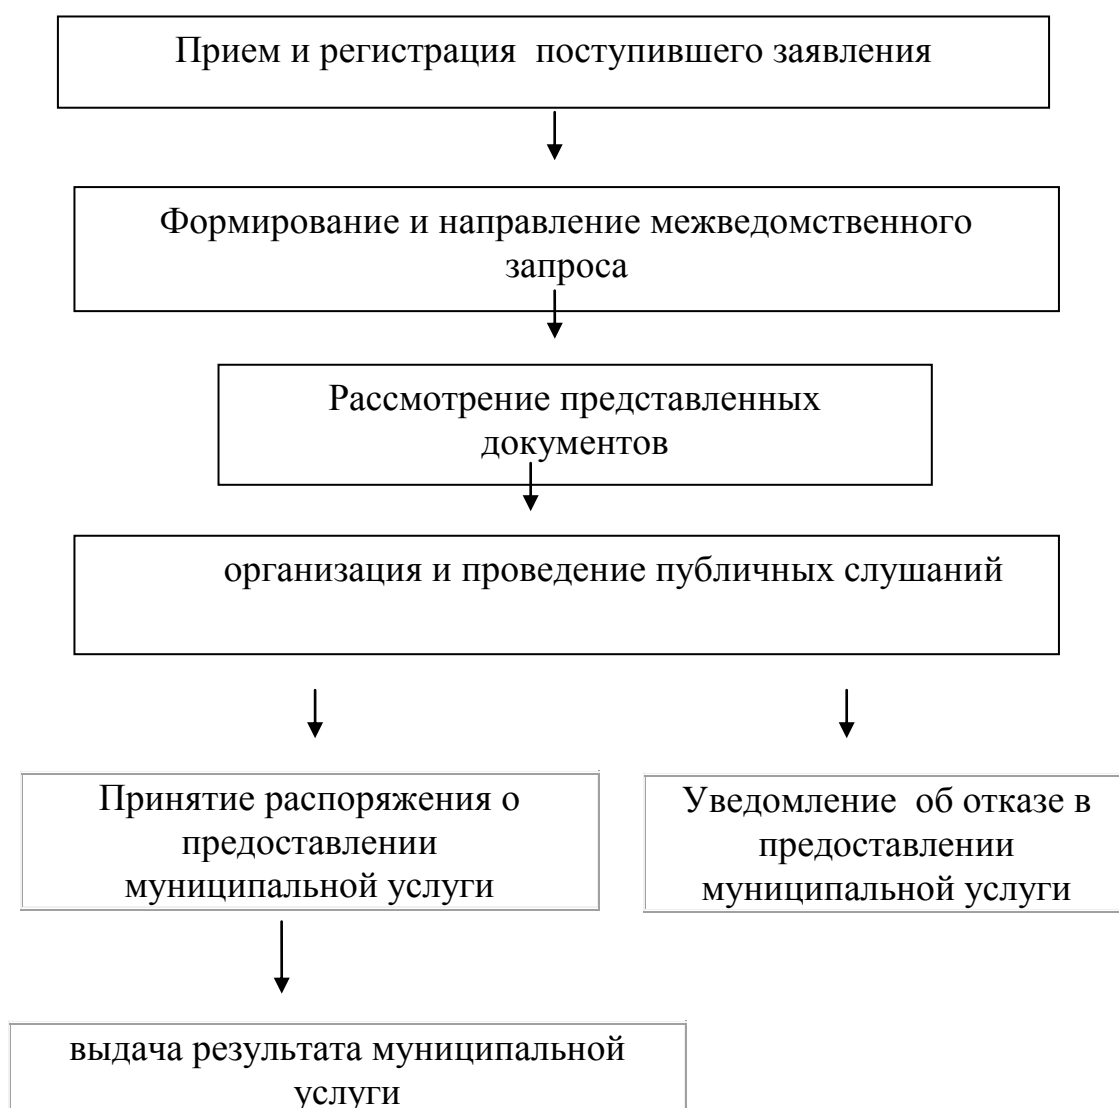 Прием и регистрация  поступившего заявления
Формирование и направление межведомственного
запроса
Рассмотрение представленных
документов
организация и проведение публичных слушаний
Принятие распоряжения о
предоставлении
муниципальной услуги
Уведомление  об отказе в
предоставлении
муниципальной услуги
выдача результата муниципальной
услуги